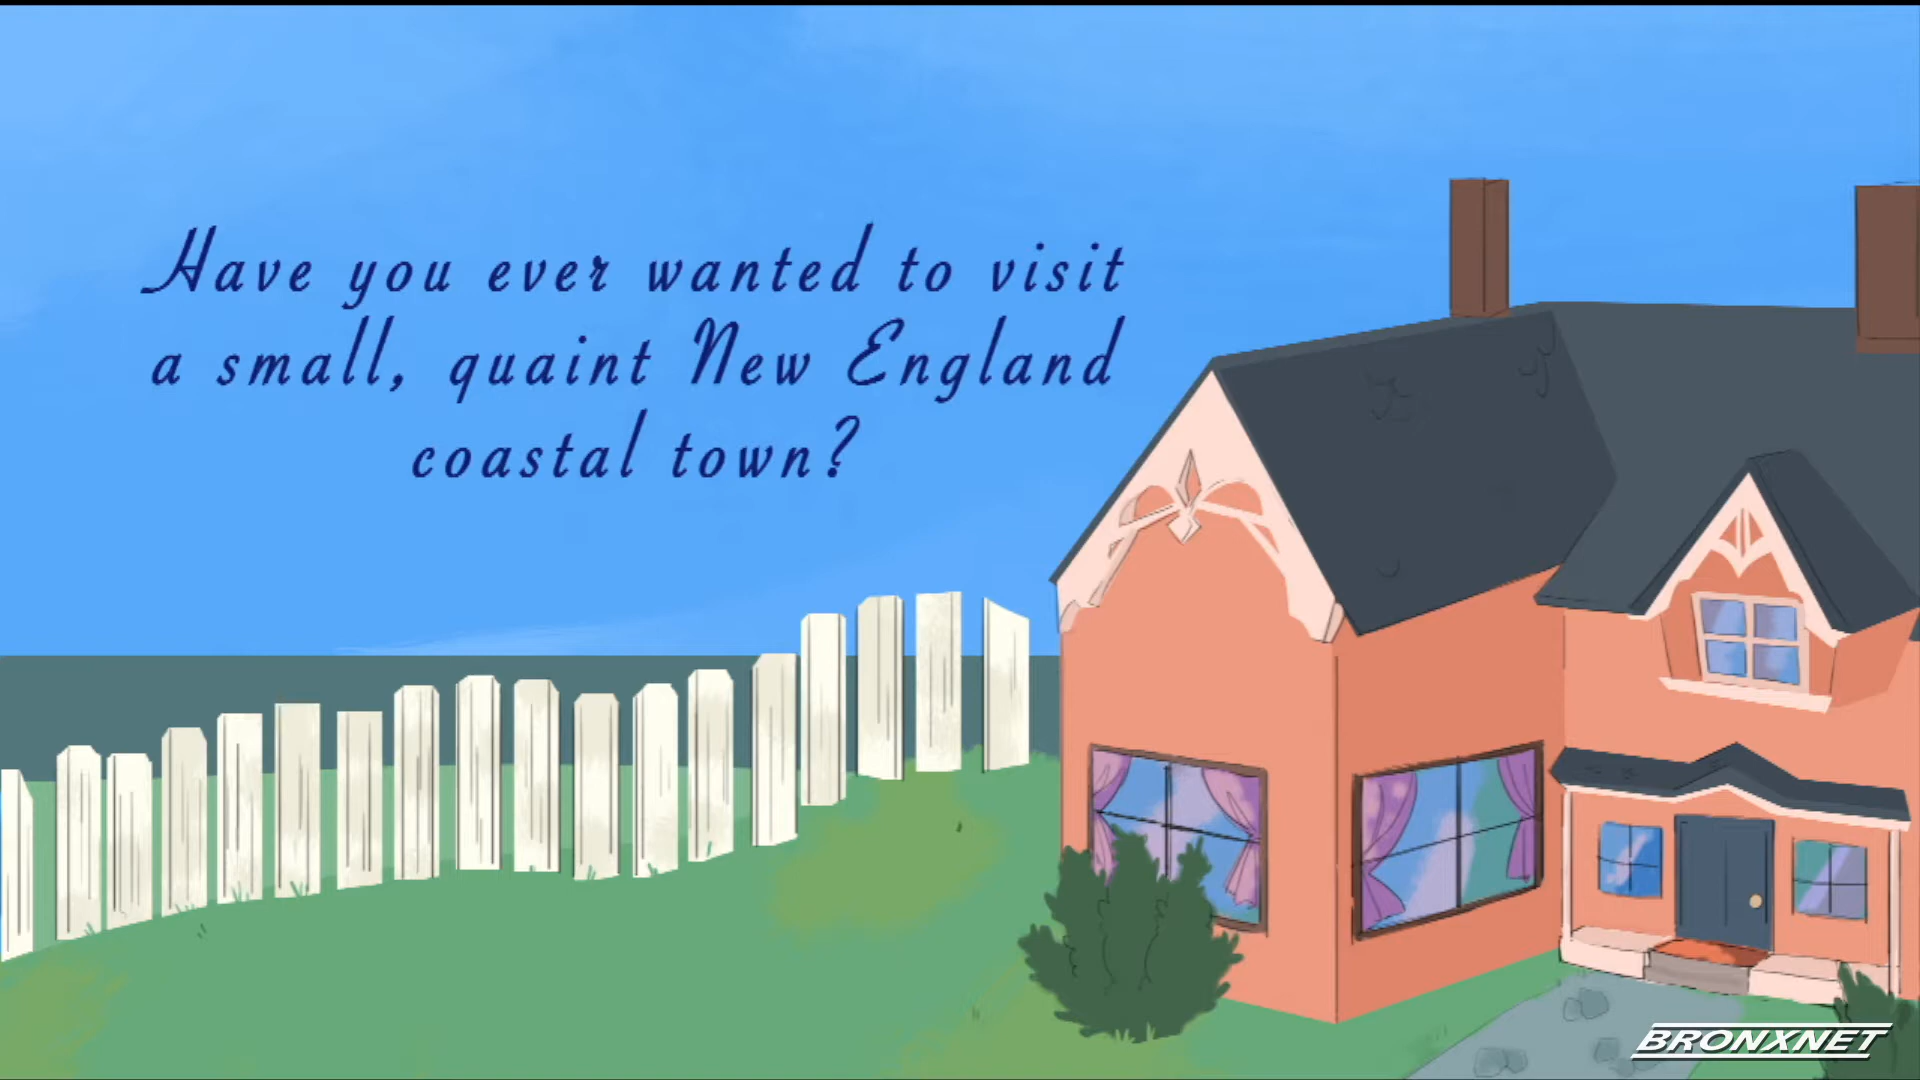 Have you ever wanted to visit
a small, quaint New England
coastal town?
BRONXNET